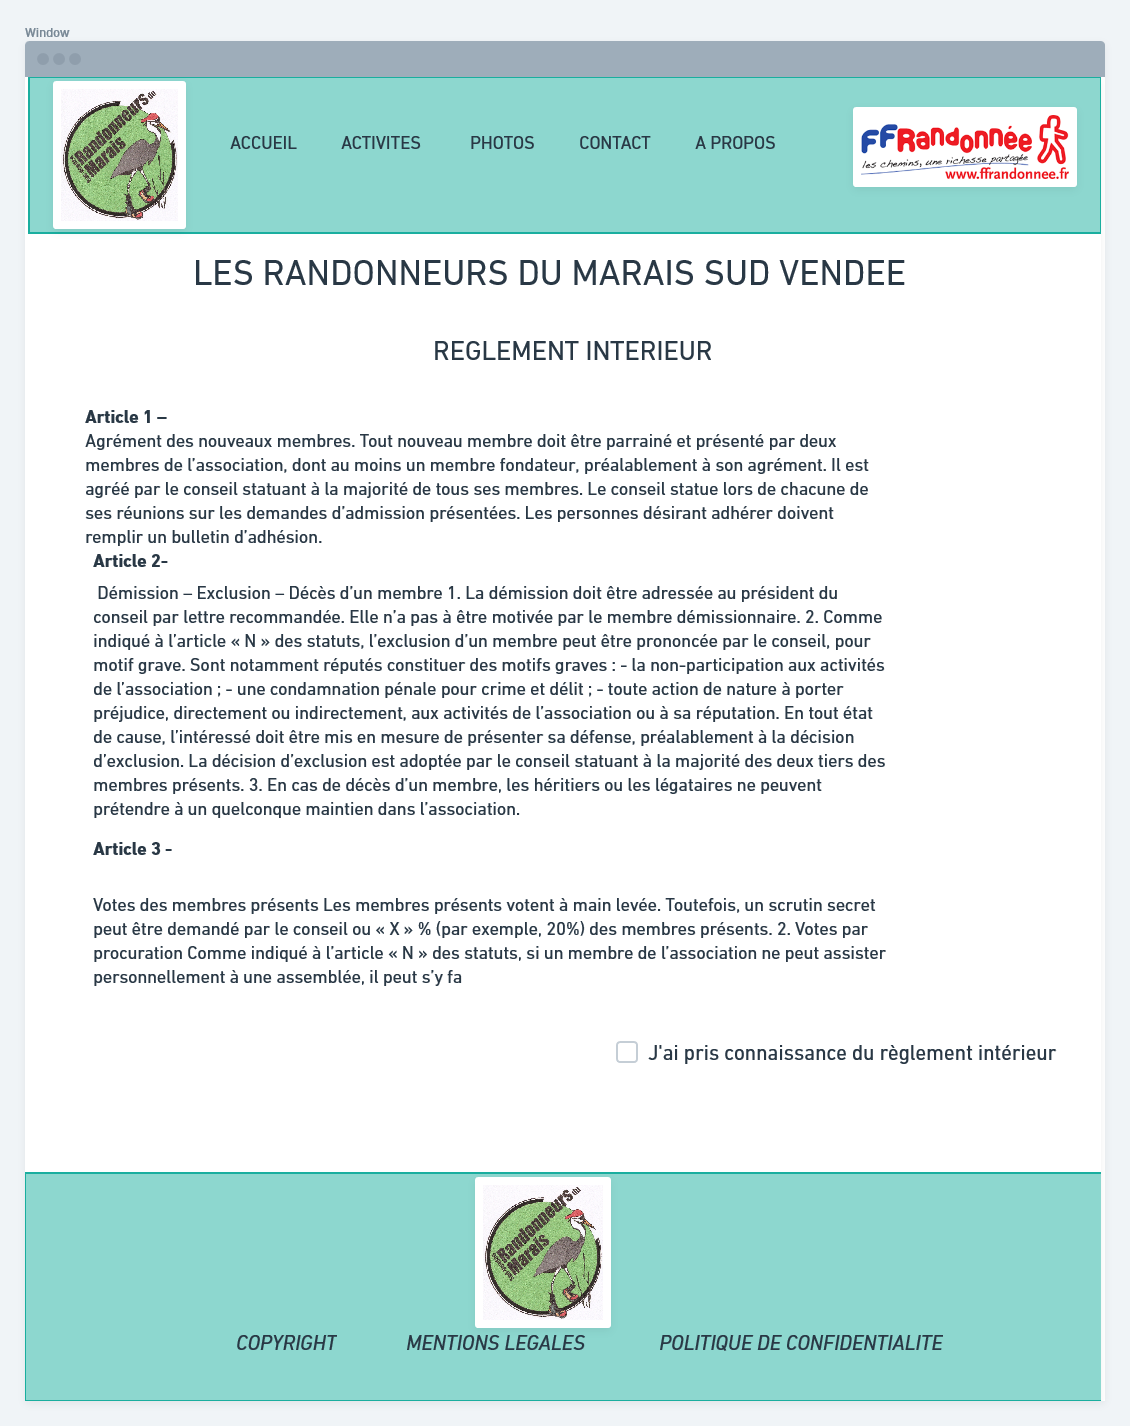 Window
Randonneurs du
Marais
ACCUEIL
ACTIVITES
PHOTOS
CONTACT
A PROPOS
FFRandonnée
les chemins, une richesse partagée
www.ffrandonnee.fr
LES RANDONNEURS DU MARAIS SUD VENDEE
REGLEMENT INTERIEUR
Article 1 –
Agrément des nouveaux membres. Tout nouveau membre doit être parrainé et présenté par deux
membres de l’association, dont au moins un membre fondateur, préalablement à son agrément. Il est
agréé par le conseil statuant à la majorité de tous ses membres. Le conseil statue lors de chacune de
ses réunions sur les demandes d’admission présentées. Les personnes désirant adhérer doivent
remplir un bulletin d’adhésion.
Article 2-
Démission – Exclusion – Décès d’un membre 1. La démission doit être adressée au président du
conseil par lettre recommandée. Elle n’a pas à être motivée par le membre démissionnaire. 2. Comme
indiqué à l’article « N » des statuts, l’exclusion d’un membre peut être prononcée par le conseil, pour
motif grave. Sont notamment réputés constituer des motifs graves : - la non-participation aux activités
de l’association ; - une condamnation pénale pour crime et délit ; - toute action de nature à porter
préjudice, directement ou indirectement, aux activités de l’association ou à sa réputation. En tout état
de cause, l’intéressé doit être mis en mesure de présenter sa défense, préalablement à la décision
d’exclusion. La décision d’exclusion est adoptée par le conseil statuant à la majorité des deux tiers des
membres présents. 3. En cas de décès d’un membre, les héritiers ou les légataires ne peuvent
prétendre à un quelconque maintien dans l’association.
Article 3 -
Votes des membres présents Les membres présents votent à main levée. Toutefois, un scrutin secret
peut être demandé par le conseil ou « X » % (par exemple, 20%) des membres présents. 2. Votes par
procuration Comme indiqué à l’article « N » des statuts, si un membre de l’association ne peut assister
personnellement à une assemblée, il peut s’y fa
J'ai pris connaissance du règlement intérieur
Randonneurs du
Marais
COPYRIGHT
MENTIONS LEGALES
POLITIQUE DE CONFIDENTIALITE